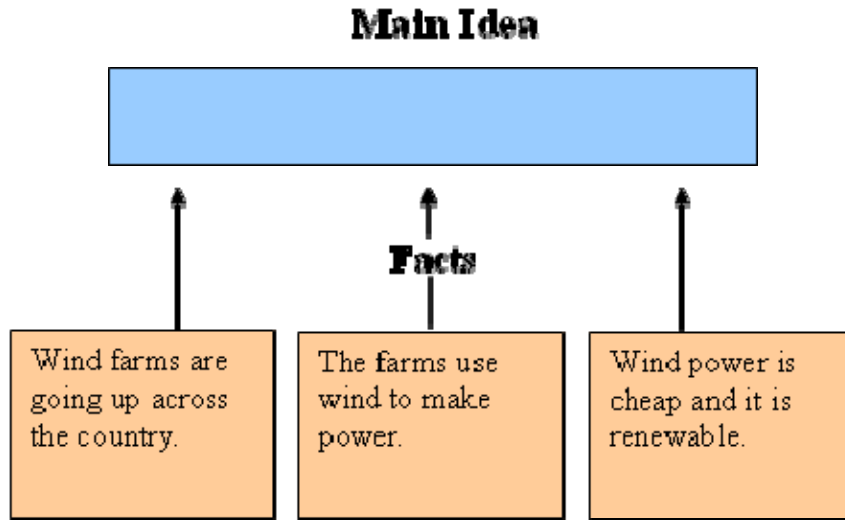 Main Idea
Facts
Wind farms are
going up across
the country.
The farms use
wind to make
power.
Wind power is
cheap and it is
renewable.